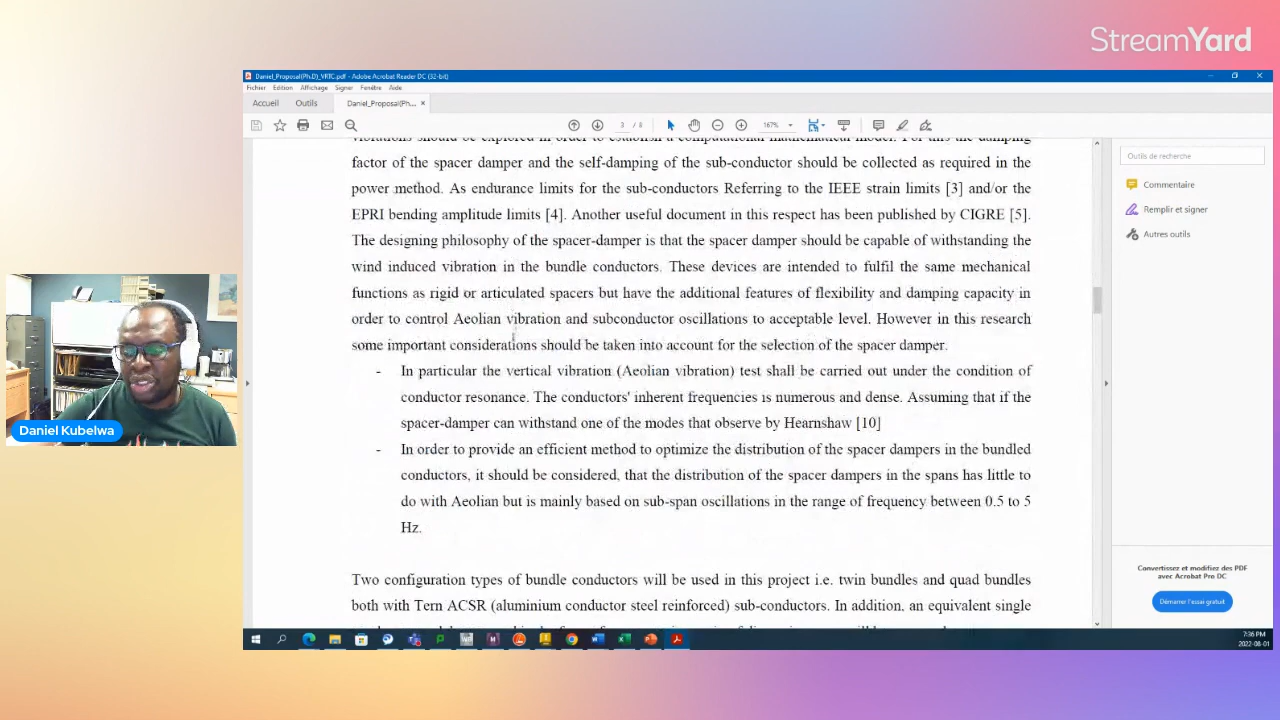 StreamYard
Daniel_Proposal(Ph.D)_VRTC.pdf - Adobe Acrobat Reader DC (32-bit)
Fichier Edition Affichage Signer Fenêtre Aide
Accueil Outils Daniel_Proposal(Ph... ×
3 / 8 167%
vibrations should be explored in order to establish a computational mathematical model. For this the damping
factor of the spacer damper and the self-damping of the sub-conductor should be collected as required in the
power method. As endurance limits for the sub-conductors Referring to the IEEE strain limits [3] and/or the
EPRI bending amplitude limits [4]. Another useful document in this respect has been published by CIGRE [5].
The designing philosophy of the spacer-damper is that the spacer damper should be capable of withstanding the
wind induced vibration in the bundle conductors. These devices are intended to fulfil the same mechanical
functions as rigid or articulated spacers but have the additional features of flexibility and damping capacity in
order to control Aeolian vibration and subconductor oscillations to acceptable level. However in this research
some important considerations should be taken into account for the selection of the spacer damper.
- In particular the vertical vibration (Aeolian vibration) test shall be carried out under the condition of
conductor resonance. The conductors' inherent frequencies is numerous and dense. Assuming that if the
spacer-damper can withstand one of the modes that observe by Hearnshaw [10]
- In order to provide an efficient method to optimize the distribution of the spacer dampers in the bundled
conductors, it should be considered, that the distribution of the spacer dampers in the spans has little to
do with Aeolian but is mainly based on sub-span oscillations in the range of frequency between 0.5 to 5
Hz.
Two configuration types of bundle conductors will be used in this project i.e. twin bundles and quad bundles
both with Tern ACSR (aluminium conductor steel reinforced) sub-conductors. In addition, an equivalent single
Outils de recherche
Commentaire
Remplir et signer
Autres outils
Convertissez et modifiez des PDF
avec Acrobat Pro DC
Démarrer l'essai gratuit
Daniel Kubelwa
7:36 PM
2022-08-01